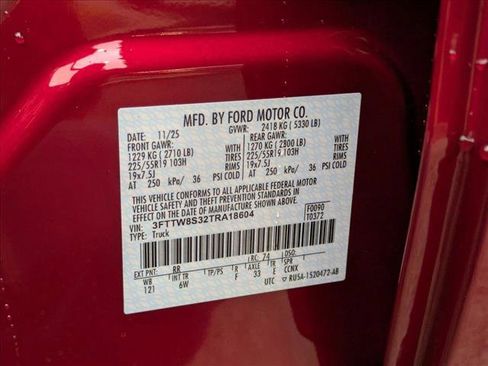 MFD. BY FORD MOTOR CO.
DATE: 11/25 GVWR: 2418 KG ( 5330 LB)
FRONT GAWR: REAR GAWR:
1229 KG ( 2710 LB) WITH 1270 KG ( 2800 LB) WITH
225/55R19 103H TIRES 225/55R19 103H TIRES
19x7.5J RIMS 19x7.5J RIMS
AT 250 kPa/ 36 PSI COLD AT 250 kPa/ 36 PSI COLD
THIS VEHICLE CONFORMS TO ALL APPLICABLE FEDERAL MOTOR
VEHICLE SAFETY AND THEFT PREVENTION STANDARDS IN EFFECT
ON THE DATE OF MANUFACTURE SHOWN ABOVE.
VIN: 3FTTW8S32TRA18604 F0090
TYPE: Truck T0372
EXT PNT: RR RC: 74 DSO:
WB INT TR TP/PS R AXLE TR SPR
121 6W F 33 E CCNX
UTC RU5A-1520472-AB